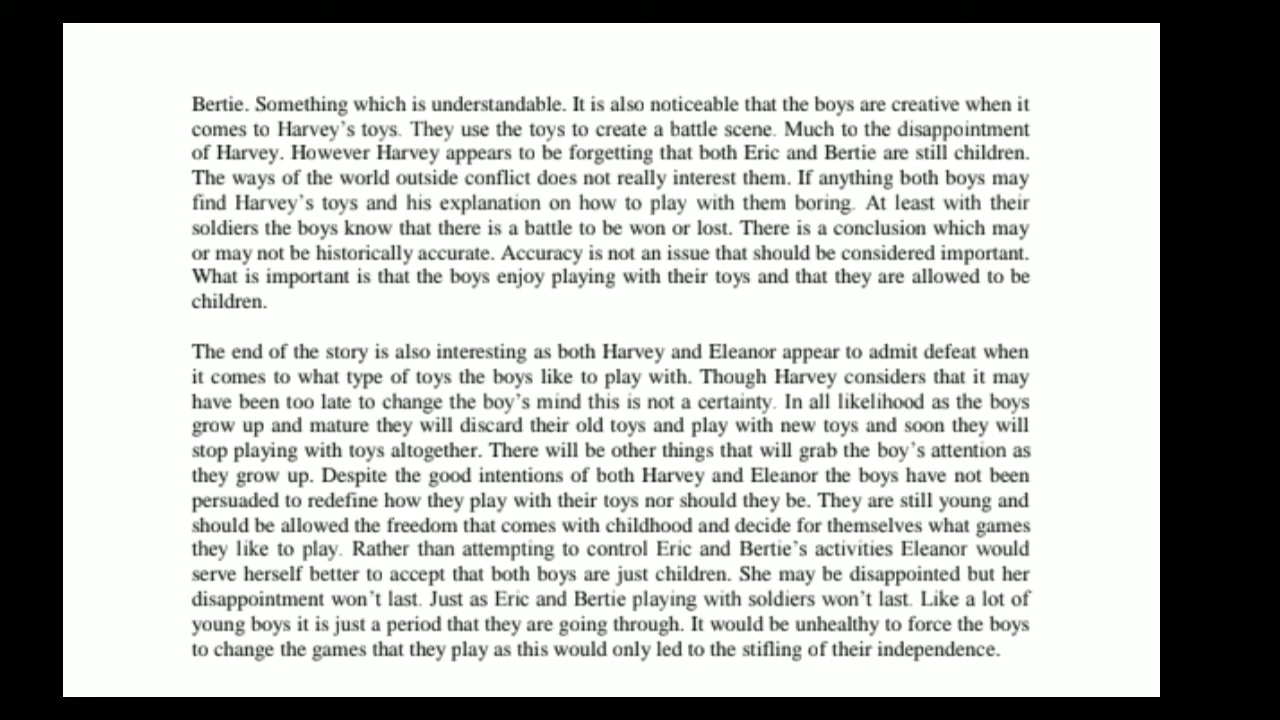 Bertie. Something which is understandable. It is also noticeable that the boys are creative when it
comes to Harvey's toys. They use the toys to create a battle scene. Much to the disappointment
of Harvey. However Harvey appears to be forgetting that both Eric and Bertie are still children.
The ways of the world outside conflict does not really interest them. If anything both boys may
find Harvey's toys and his explanation on how to play with them boring. At least with their
soldiers the boys know that there is a battle to be won or lost. There is a conclusion which may
or may not be historically accurate. Accuracy is not an issue that should be considered important.
What is important is that the boys enjoy playing with their toys and that they are allowed to be
children.
The end of the story is also interesting as both Harvey and Eleanor appear to admit defeat when
it comes to what type of toys the boys like to play with. Though Harvey considers that it may
have been too late to change the boy's mind this is not a certainty. In all likelihood as the boys
grow up and mature they will discard their old toys and play with new toys and soon they will
stop playing with toys altogether. There will be other things that will grab the boy's attention as
they grow up. Despite the good intentions of both Harvey and Eleanor the boys have not been
persuaded to redefine how they play with their toys nor should they be. They are still young and
should be allowed the freedom that comes with childhood and decide for themselves what games
they like to play. Rather than attempting to control Eric and Bertie's activities Eleanor would
serve herself better to accept that both boys are just children. She may be disappointed but her
disappointment won't last. Just as Eric and Bertie playing with soldiers won't last. Like a lot of
young boys it is just a period that they are going through. It would be unhealthy to force the boys
to change the games that they play as this would only led to the stifling of their independence.